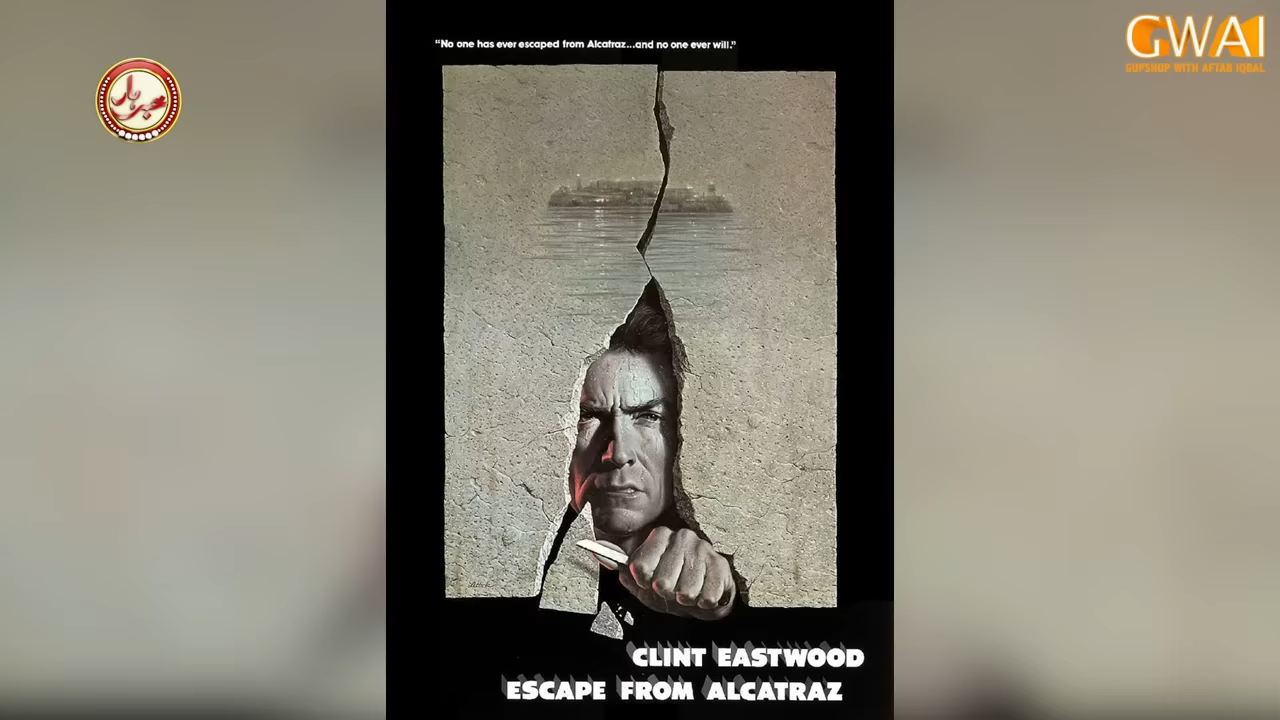 GWAI
GUPSHUP WITH AFTAB IQBAL
خبرہار
“No one has ever escaped from Alcatraz...and no one ever will.”
CLINT EASTWOOD
ESCAPE FROM ALCATRAZ